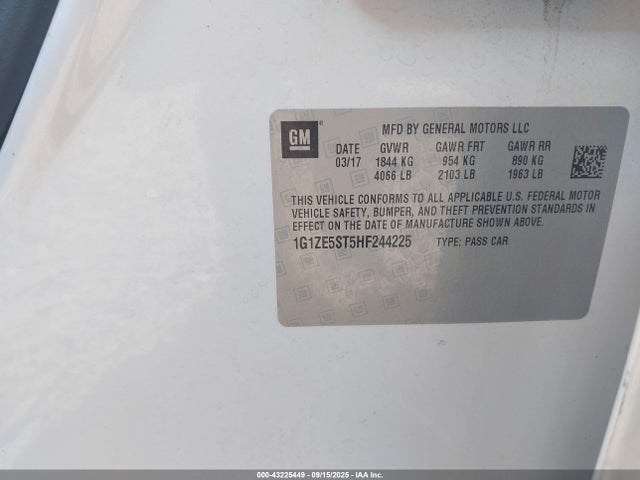 GM
MFD BY GENERAL MOTORS LLC
DATE GVWR GAWR FRT GAWR RR
03/17 1844 KG 954 KG 890 KG
4066 LB 2103 LB 1963 LB
THIS VEHICLE CONFORMS TO ALL APPLICABLE U.S. FEDERAL MOTOR
VEHICLE SAFETY, BUMPER, AND THEFT PREVENTION STANDARDS IN
EFFECT ON THE DATE OF MANUFACTURE SHOWN ABOVE.
1G1ZE5ST5HF244225 TYPE: PASS CAR
000-43225449 - 09/15/2025 - IAA Inc.